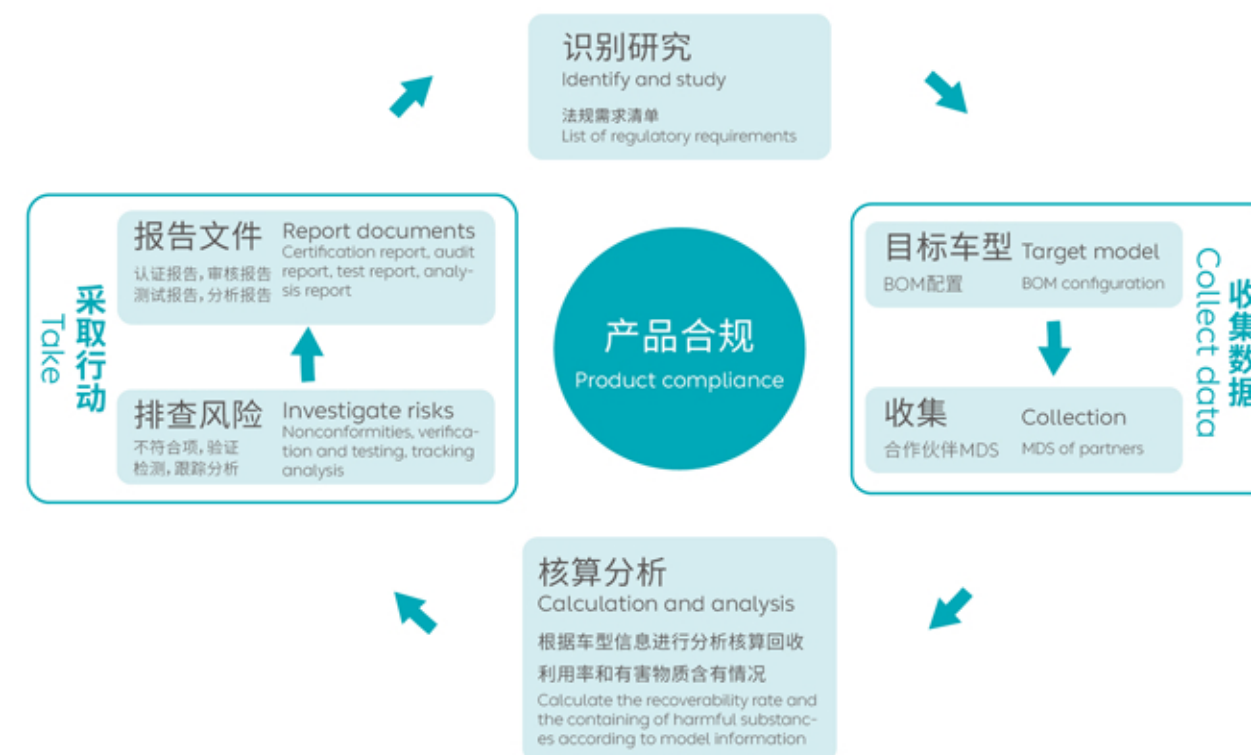 识别研究
Identify and study
法规需求清单
List of regulatory requirements
采取行动
Take
报告文件
认证报告，审核报告
测试报告，分析报告
Report documents
Certification report, audit
report, test report, analy-
sis report
排查风险
不符合项，验证
检测，跟踪分析
Investigate risks
Nonconformities, verifica-
tion and testing, tracking
analysis
产品合规
Product compliance
目标车型
Target model
BOM配置
BOM configuration
收集
Collection
合作伙伴MDS
MDS of partners
收集数据
Collect data
核算分析
Calculation and analysis
根据车型信息进行分析核算回收
利用率和有害物质含有情况
Calculate the recoverability rate and
the containing of harmful substanc-
es according to model information